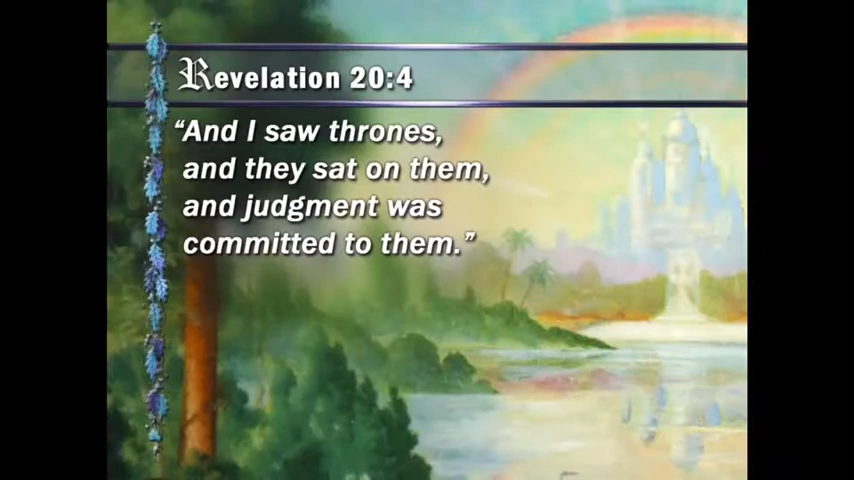 Revelation 20:4
“And I saw thrones,
and they sat on them,
and judgment was
committed to them.”